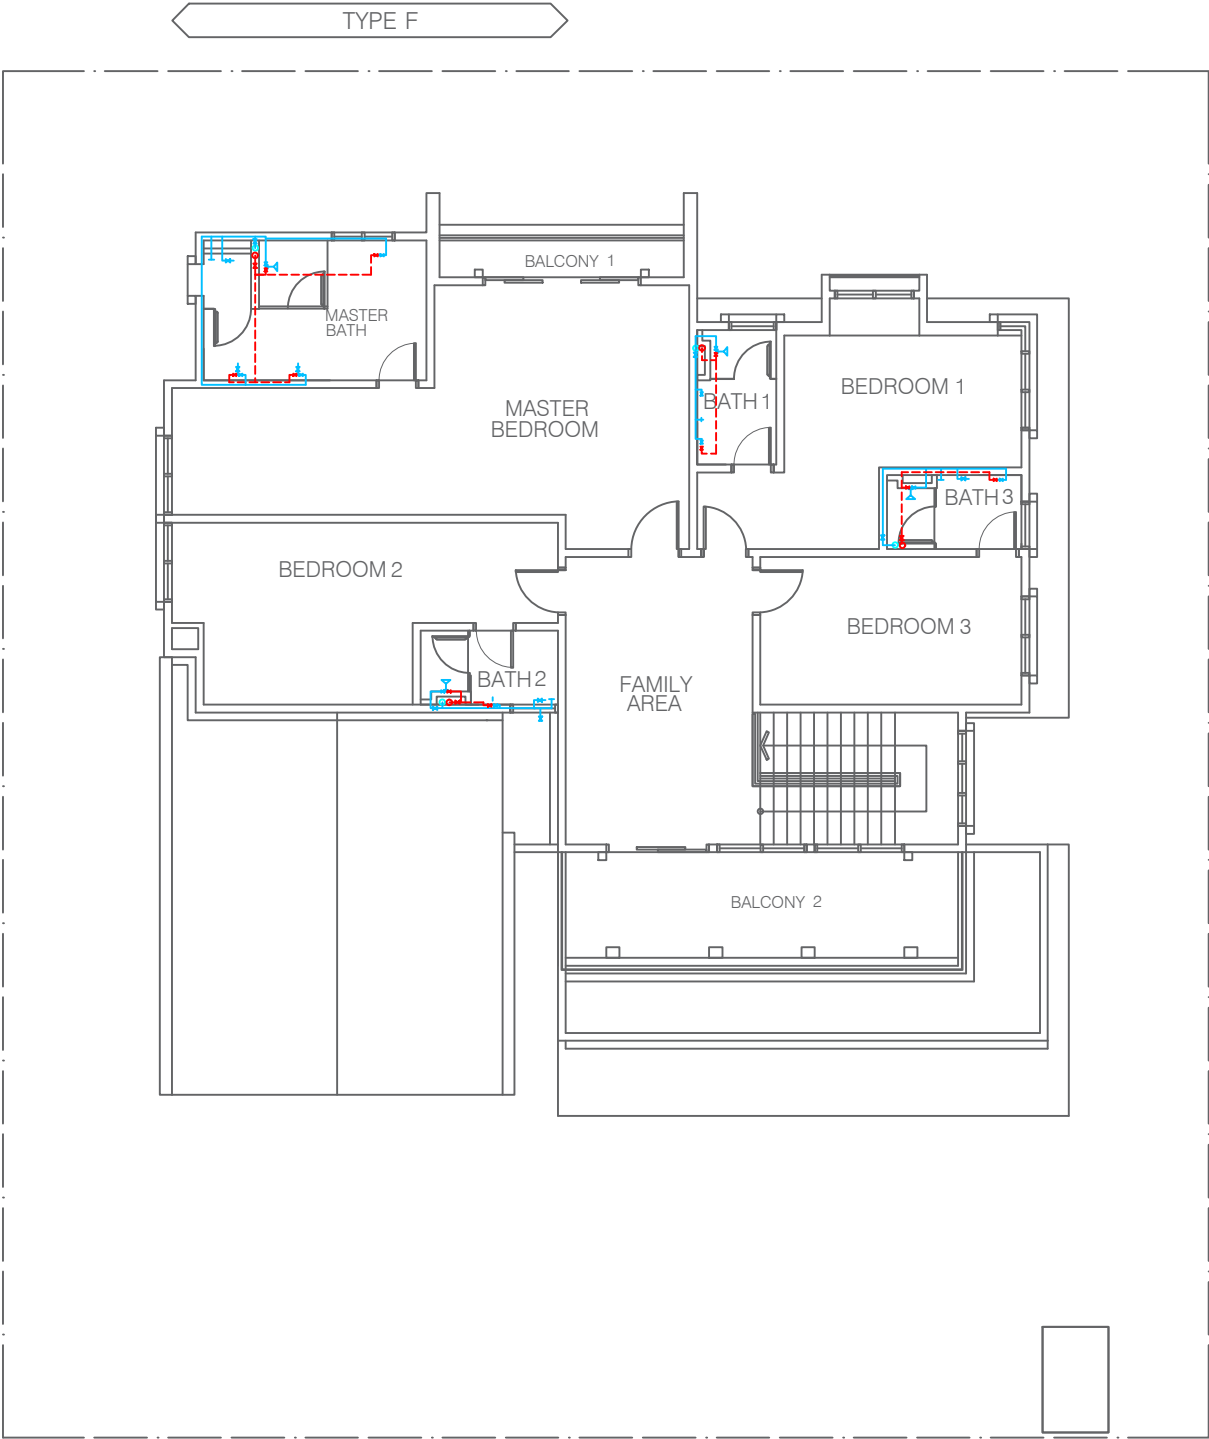 TYPE F
BALCONY 1
MASTER
BATH
BEDROOM 1
MASTER
BEDROOM
BATH 1
BATH 3
BEDROOM 2
BEDROOM 3
BATH 2
FAMILY
AREA
BALCONY 2